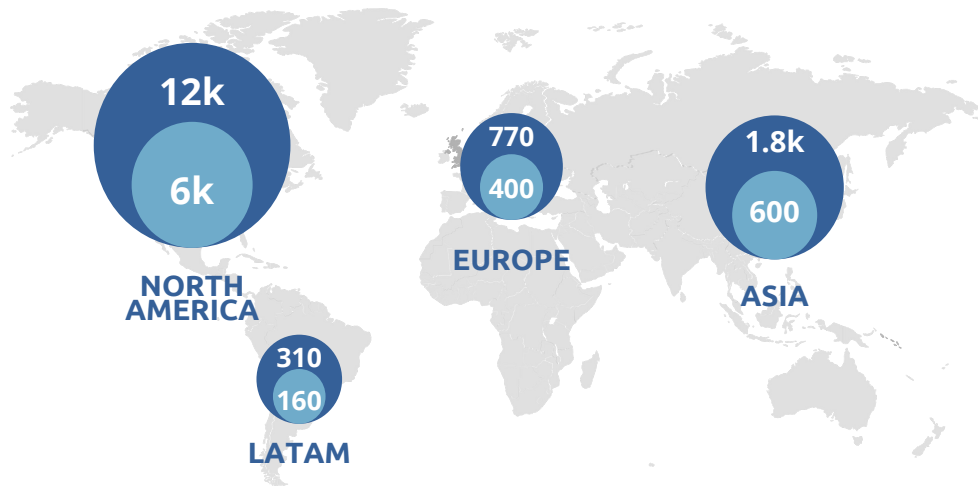 12k
6k
NORTH
AMERICA
770
400
EUROPE
1.8k
600
ASIA
310
160
LATAM